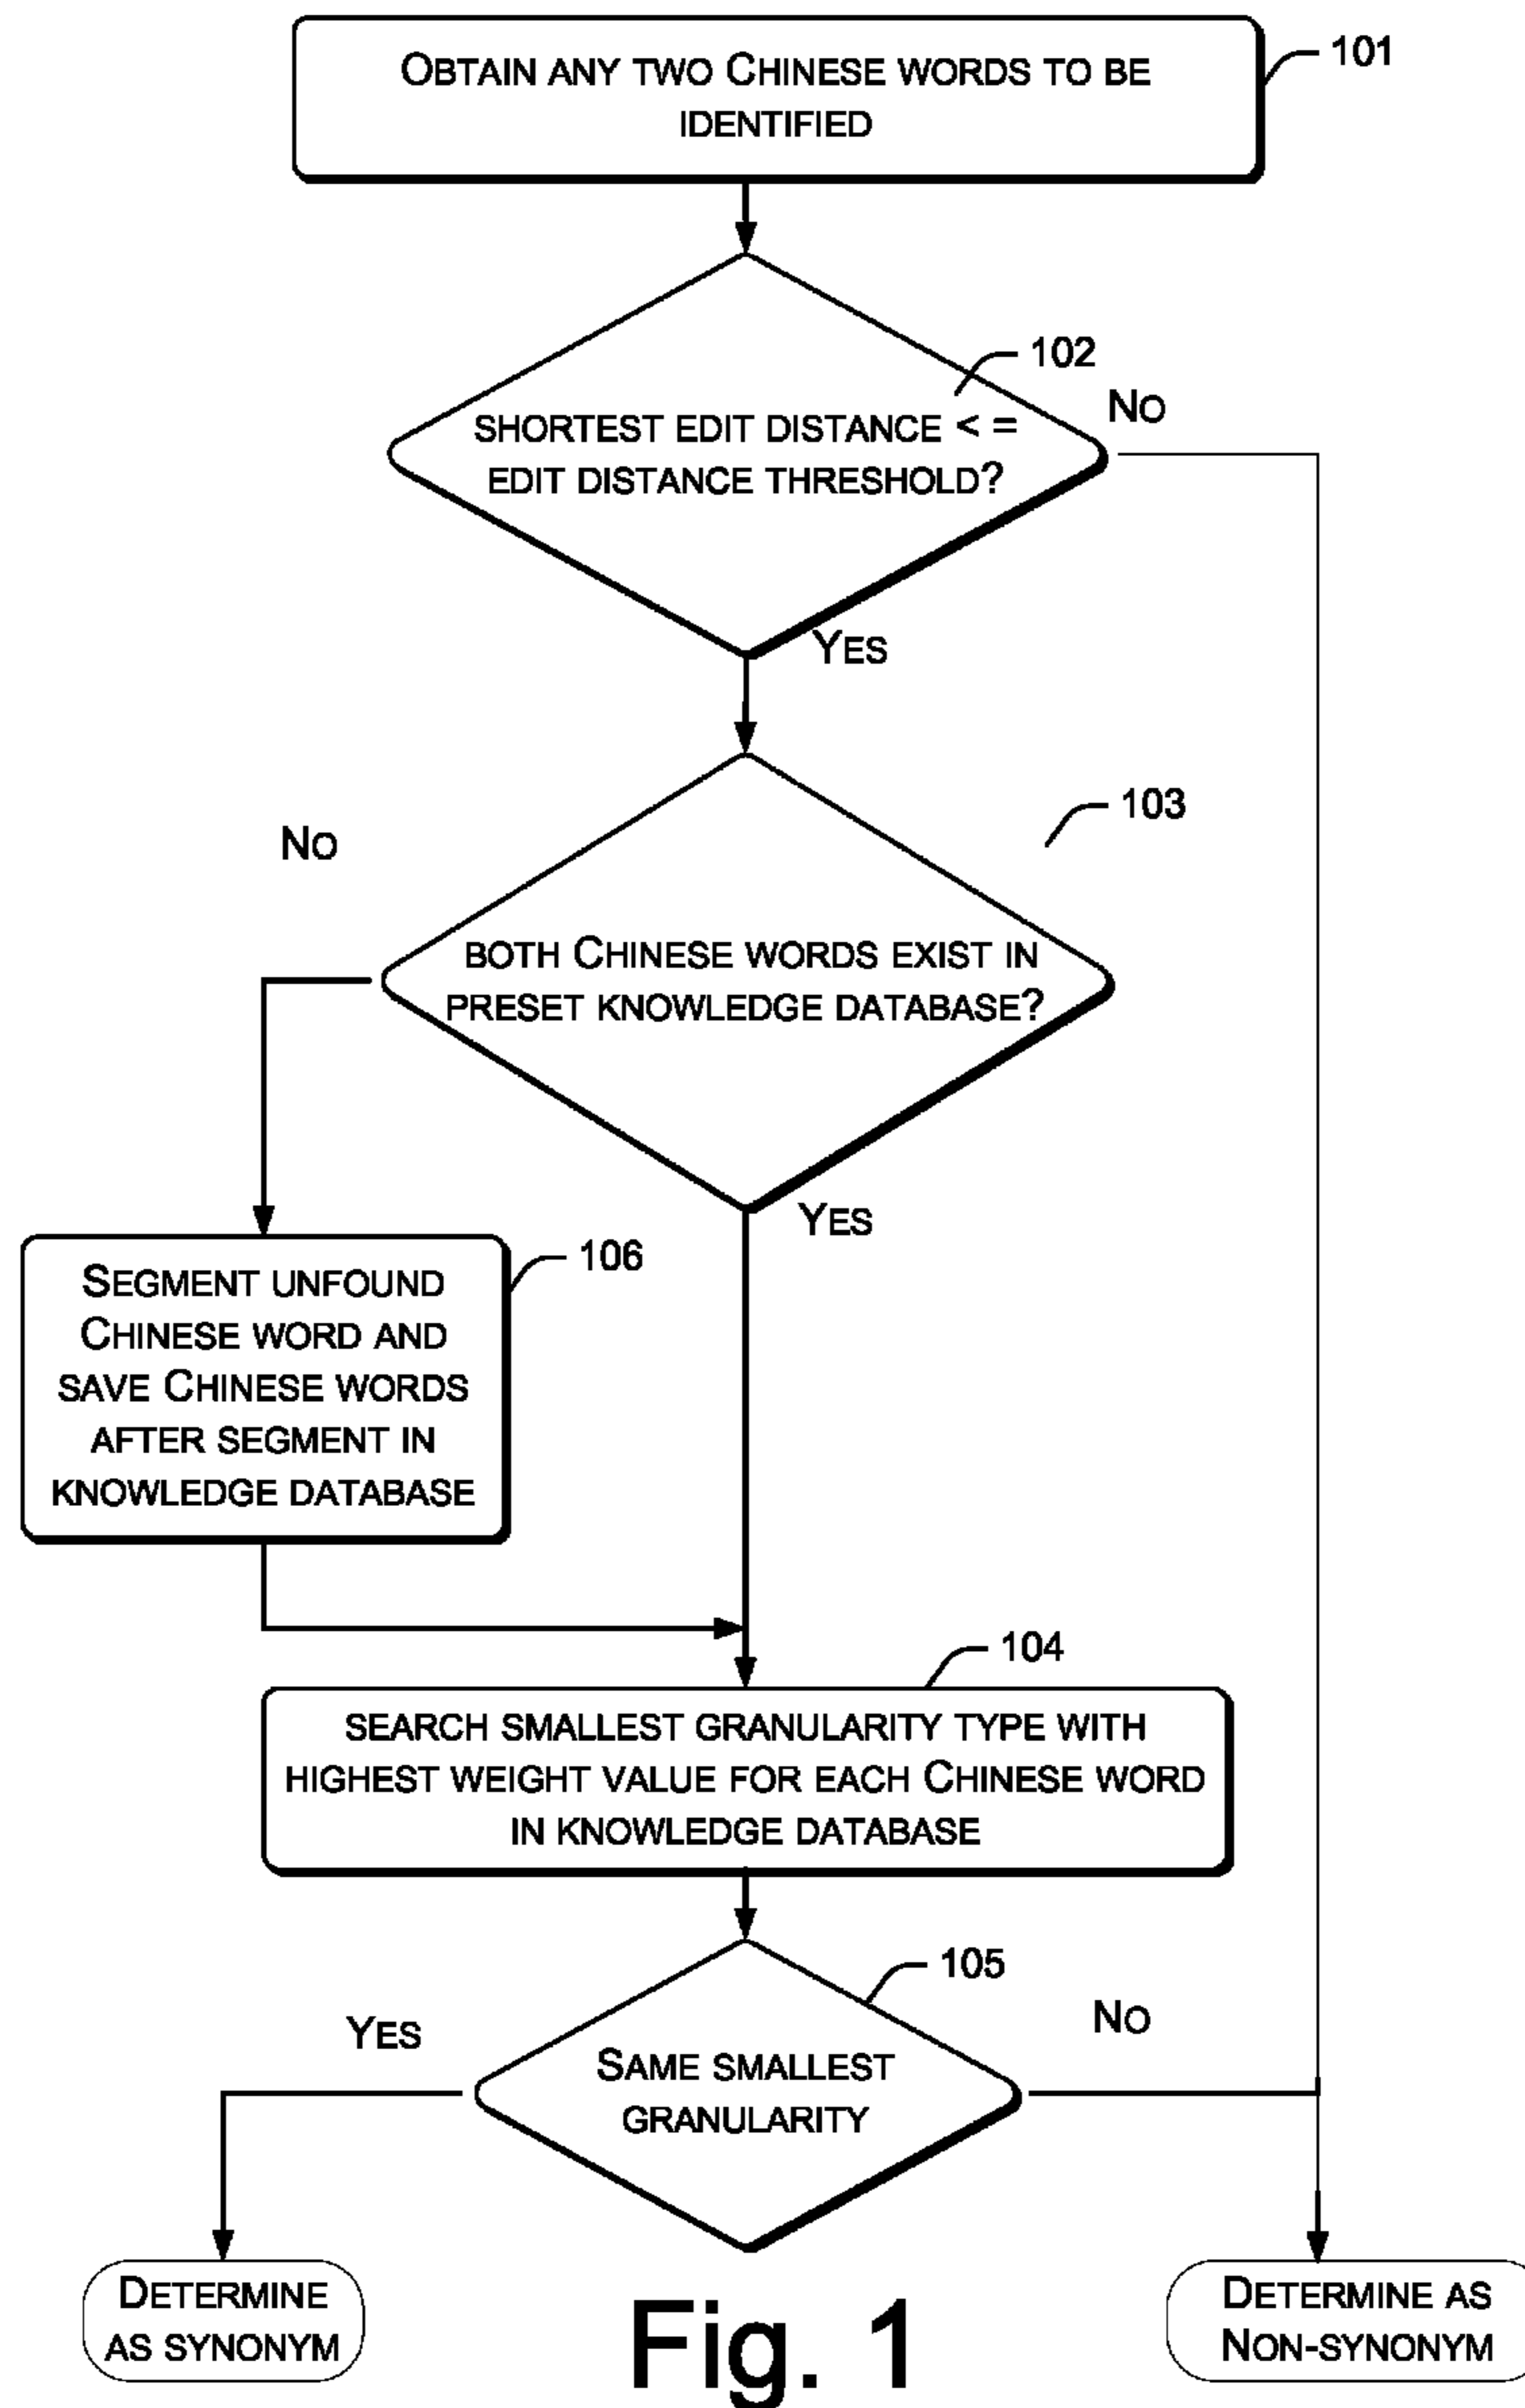 OBTAIN ANY TWO CHINESE WORDS TO BE
IDENTIFIED
101
102
SHORTEST EDIT DISTANCE < =
EDIT DISTANCE THRESHOLD?
NO
YES
103
NO
BOTH CHINESE WORDS EXIST IN
PRESET KNOWLEDGE DATABASE?
YES
106
SEGMENT UNFOUND
CHINESE WORD AND
SAVE CHINESE WORDS
AFTER SEGMENT IN
KNOWLEDGE DATABASE
104
SEARCH SMALLEST GRANULARITY TYPE WITH
HIGHEST WEIGHT VALUE FOR EACH CHINESE WORD
IN KNOWLEDGE DATABASE
105
YES
NO
SAME SMALLEST
GRANULARITY
DETERMINE
AS SYNONYM
DETERMINE AS
NON-SYNONYM
Fig. 1